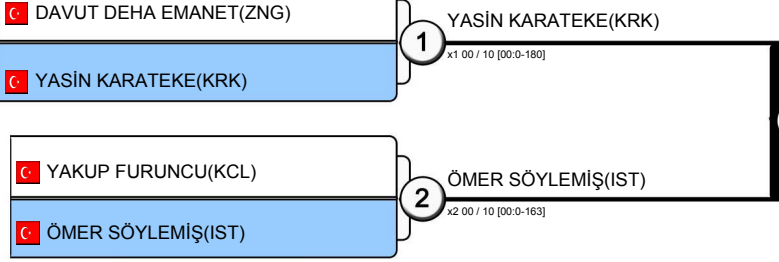 DAVUT DEHA EMANET(ZNG)
YASİN KARATEKE(KRK)
1
YASİN KARATEKE(KRK)
x1 00 / 10 [00:0-180]
YAKUP FURUNCU(KCL)
ÖMER SÖYLEMİŞ(IST)
2
ÖMER SÖYLEMİŞ(IST)
x2 00 / 10 [00:0-163]